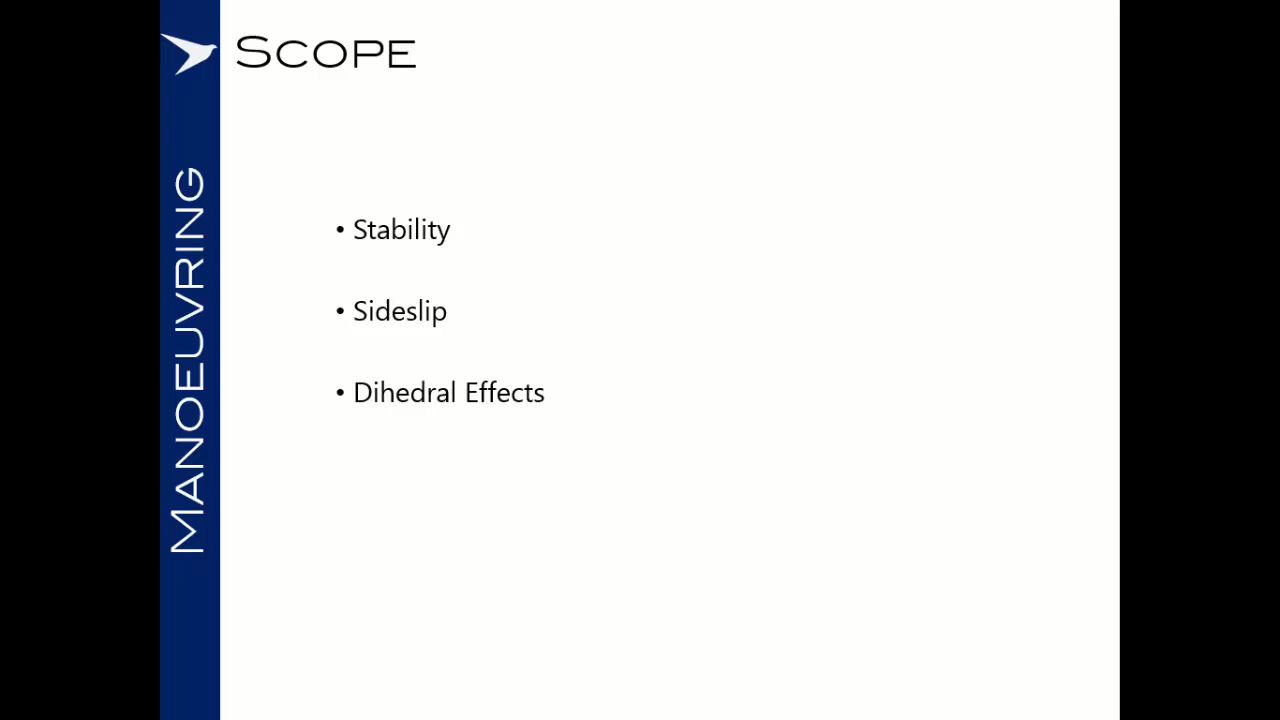 Scope
Manoeuvring
• Stability
• Sideslip
• Dihedral Effects